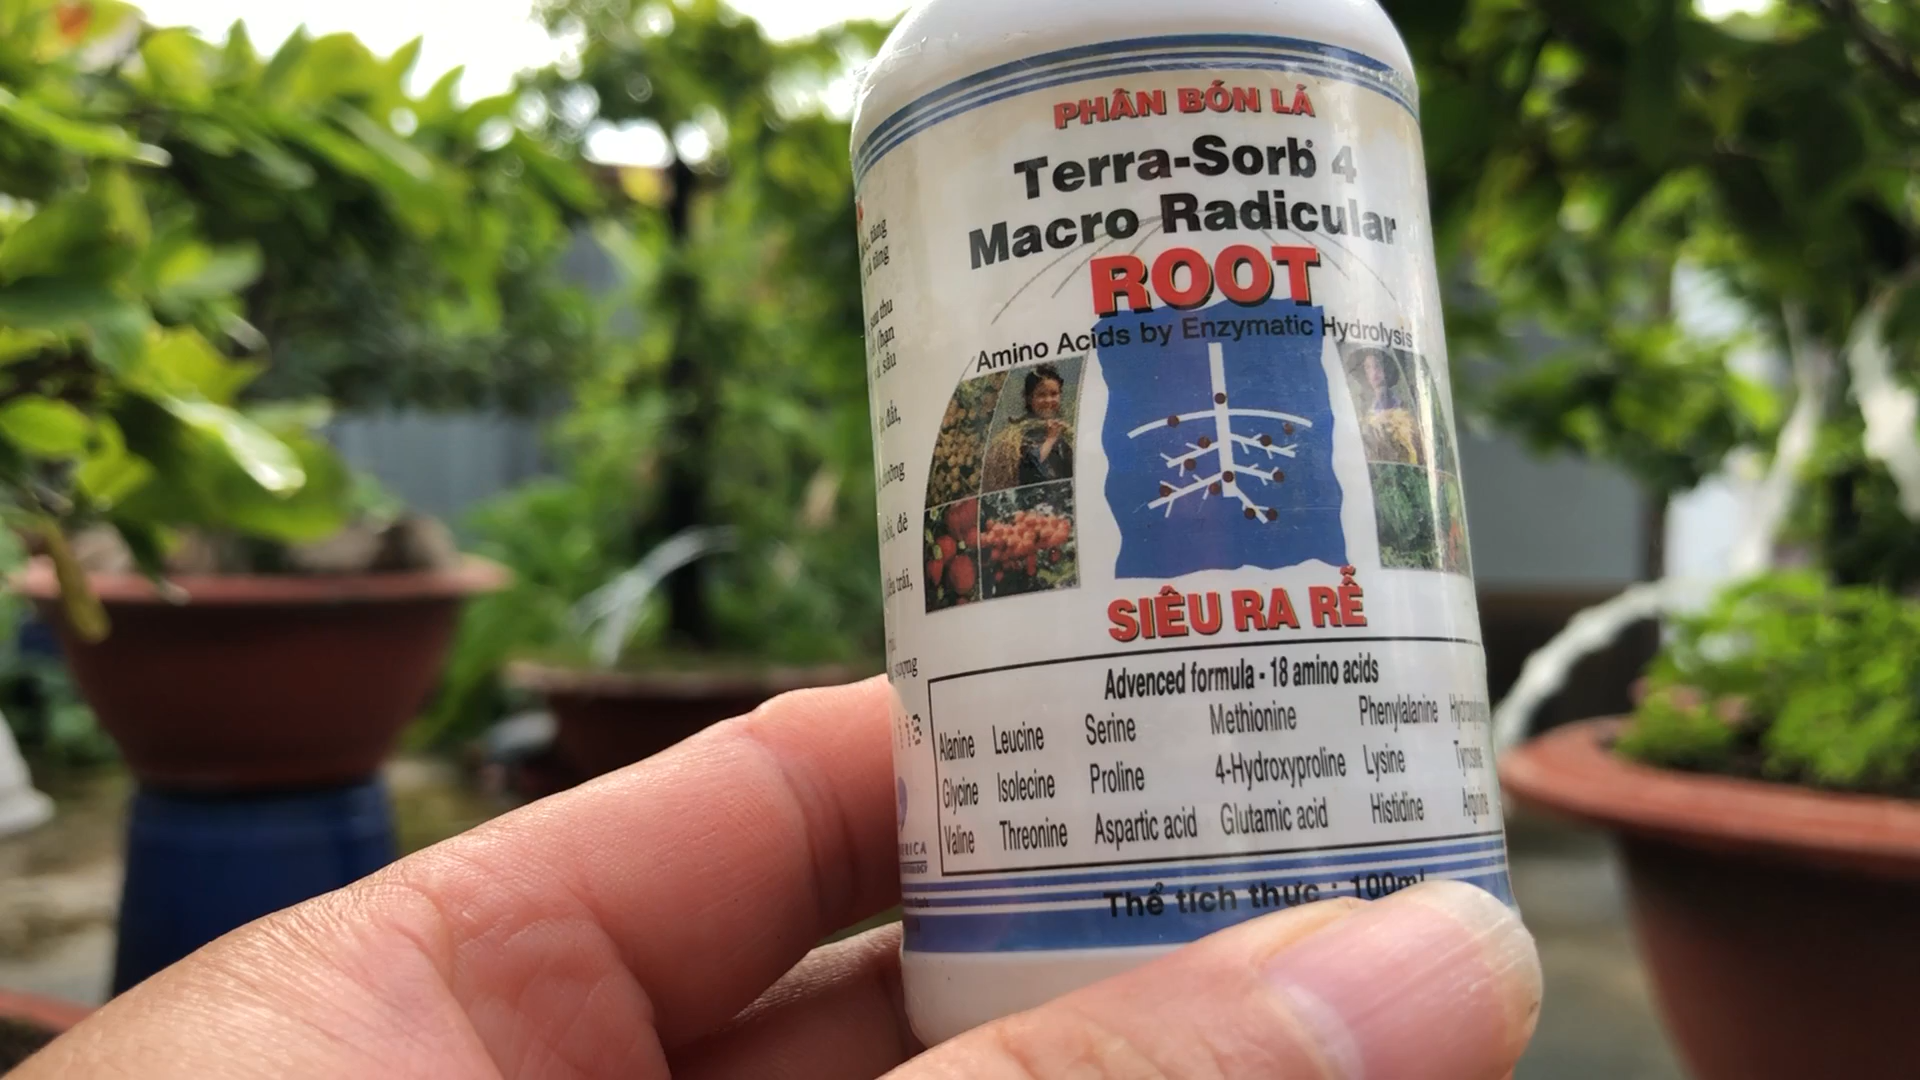 PHÂN BÓN LÁ
Terra-Sorb 4
Macro Radicular
ROOT
Amino Acids by Enzymatic Hydrolysis
SIÊU RA RỄ
Advenced formula - 18 amino acids
Alanine Leucine Serine Methionine Phenylalanine
Glycine Isolecine Proline 4-Hydroxyproline Lysine Tyrosine
Valine Threonine Aspartic acid Glutamic acid Histidine Arginine
Thể tích thực : 100ml